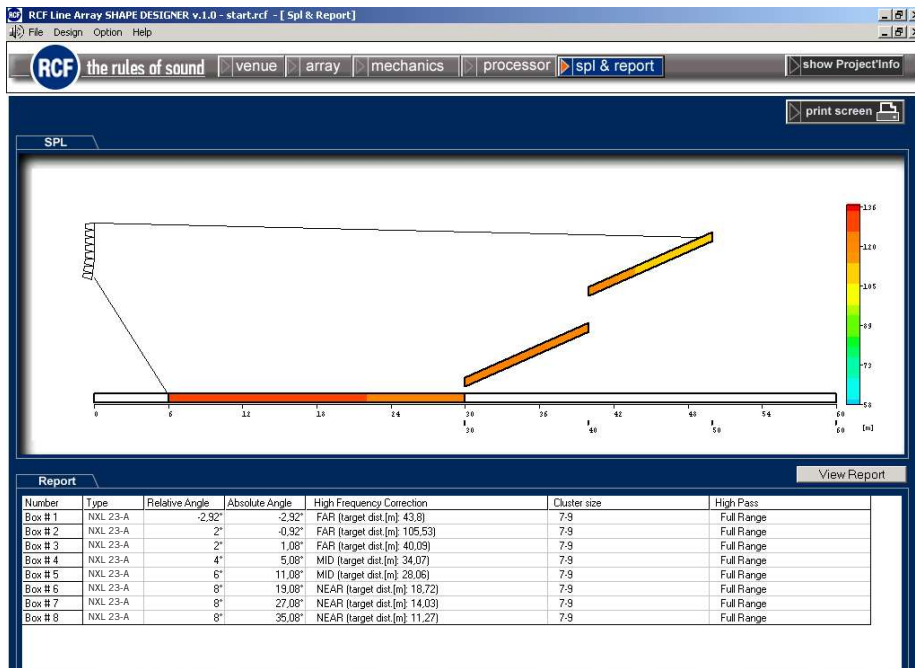 RCF Line Array SHAPE DESIGNER v.1.0 - start.rcf - [ Spl & Report]
File Design Option Help
RCF the rules of sound venue array mechanics processor spl & report show Project'Info
print screen
SPL
136
120
105
89
73
58
0 6 12 18 24 30 36 42 48 54 60
30 40 50 60 [m]
View Report
Report
Number Type Relative Angle Absolute Angle High Frequency Correction Cluster size High Pass
Box # 1 NXL 23-A -2,92° -2,92° FAR (target dist.[m]: 43,8) 7-9 Full Range
Box # 2 NXL 23-A 2° -0,92° FAR (target dist.[m]: 105,53) 7-9 Full Range
Box # 3 NXL 23-A 2° 1,08° FAR (target dist.[m]: 40,09) 7-9 Full Range
Box # 4 NXL 23-A 4° 5,08° MID (target dist.[m]: 34,07) 7-9 Full Range
Box # 5 NXL 23-A 6° 11,08° MID (target dist.[m]: 28,06) 7-9 Full Range
Box # 6 NXL 23-A 8° 19,08° NEAR (target dist.[m]: 18,72) 7-9 Full Range
Box # 7 NXL 23-A 8° 27,08° NEAR (target dist.[m]: 14,03) 7-9 Full Range
Box # 8 NXL 23-A 8° 35,08° NEAR (target dist.[m]: 11,27) 7-9 Full Range